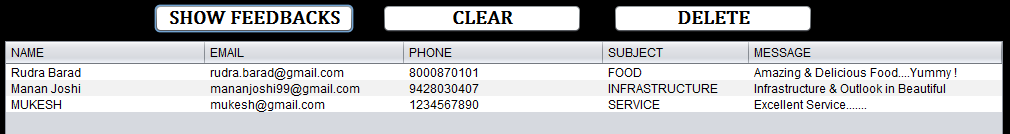 SHOW FEEDBACKS CLEAR DELETE
NAME EMAIL PHONE SUBJECT MESSAGE
Rudra Barad rudra.barad@gmail.com 8000870101 FOOD Amazing & Delicious Food....Yummy !
Manan Joshi mananjoshi99@gmail.com 9428030407 INFRASTRUCTURE Infrastructure & Outlook in Beautiful
MUKESH mukesh@gmail.com 1234567890 SERVICE Excellent Service.......